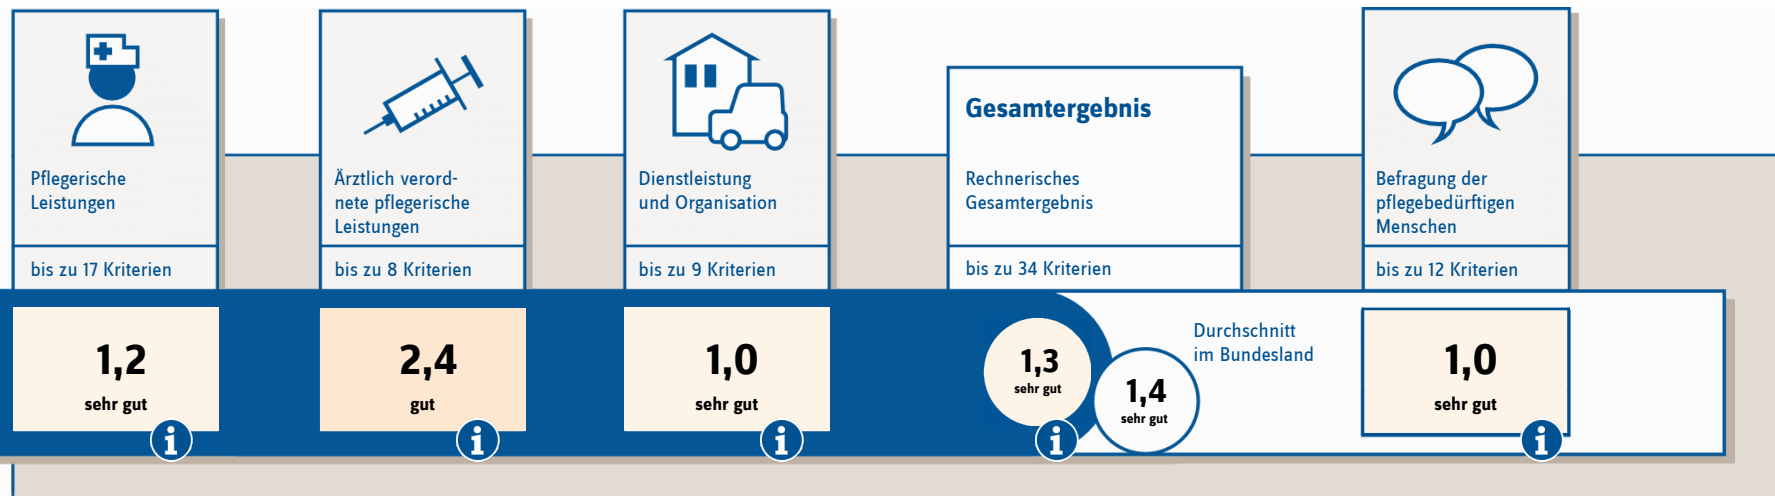 Pflegerische
Leistungen
bis zu 17 Kriterien
1,2
sehr gut
i
Ärztlich verord-
nete pflegerische
Leistungen
bis zu 8 Kriterien
2,4
gut
i
Dienstleistung
und Organisation
bis zu 9 Kriterien
1,0
sehr gut
i
Gesamtergebnis
Rechnerisches
Gesamtergebnis
bis zu 34 Kriterien
1,3
sehr gut
i
1,4
sehr gut
Durchschnitt
im Bundesland
Befragung der
pflegebedürftigen
Menschen
bis zu 12 Kriterien
1,0
sehr gut
i